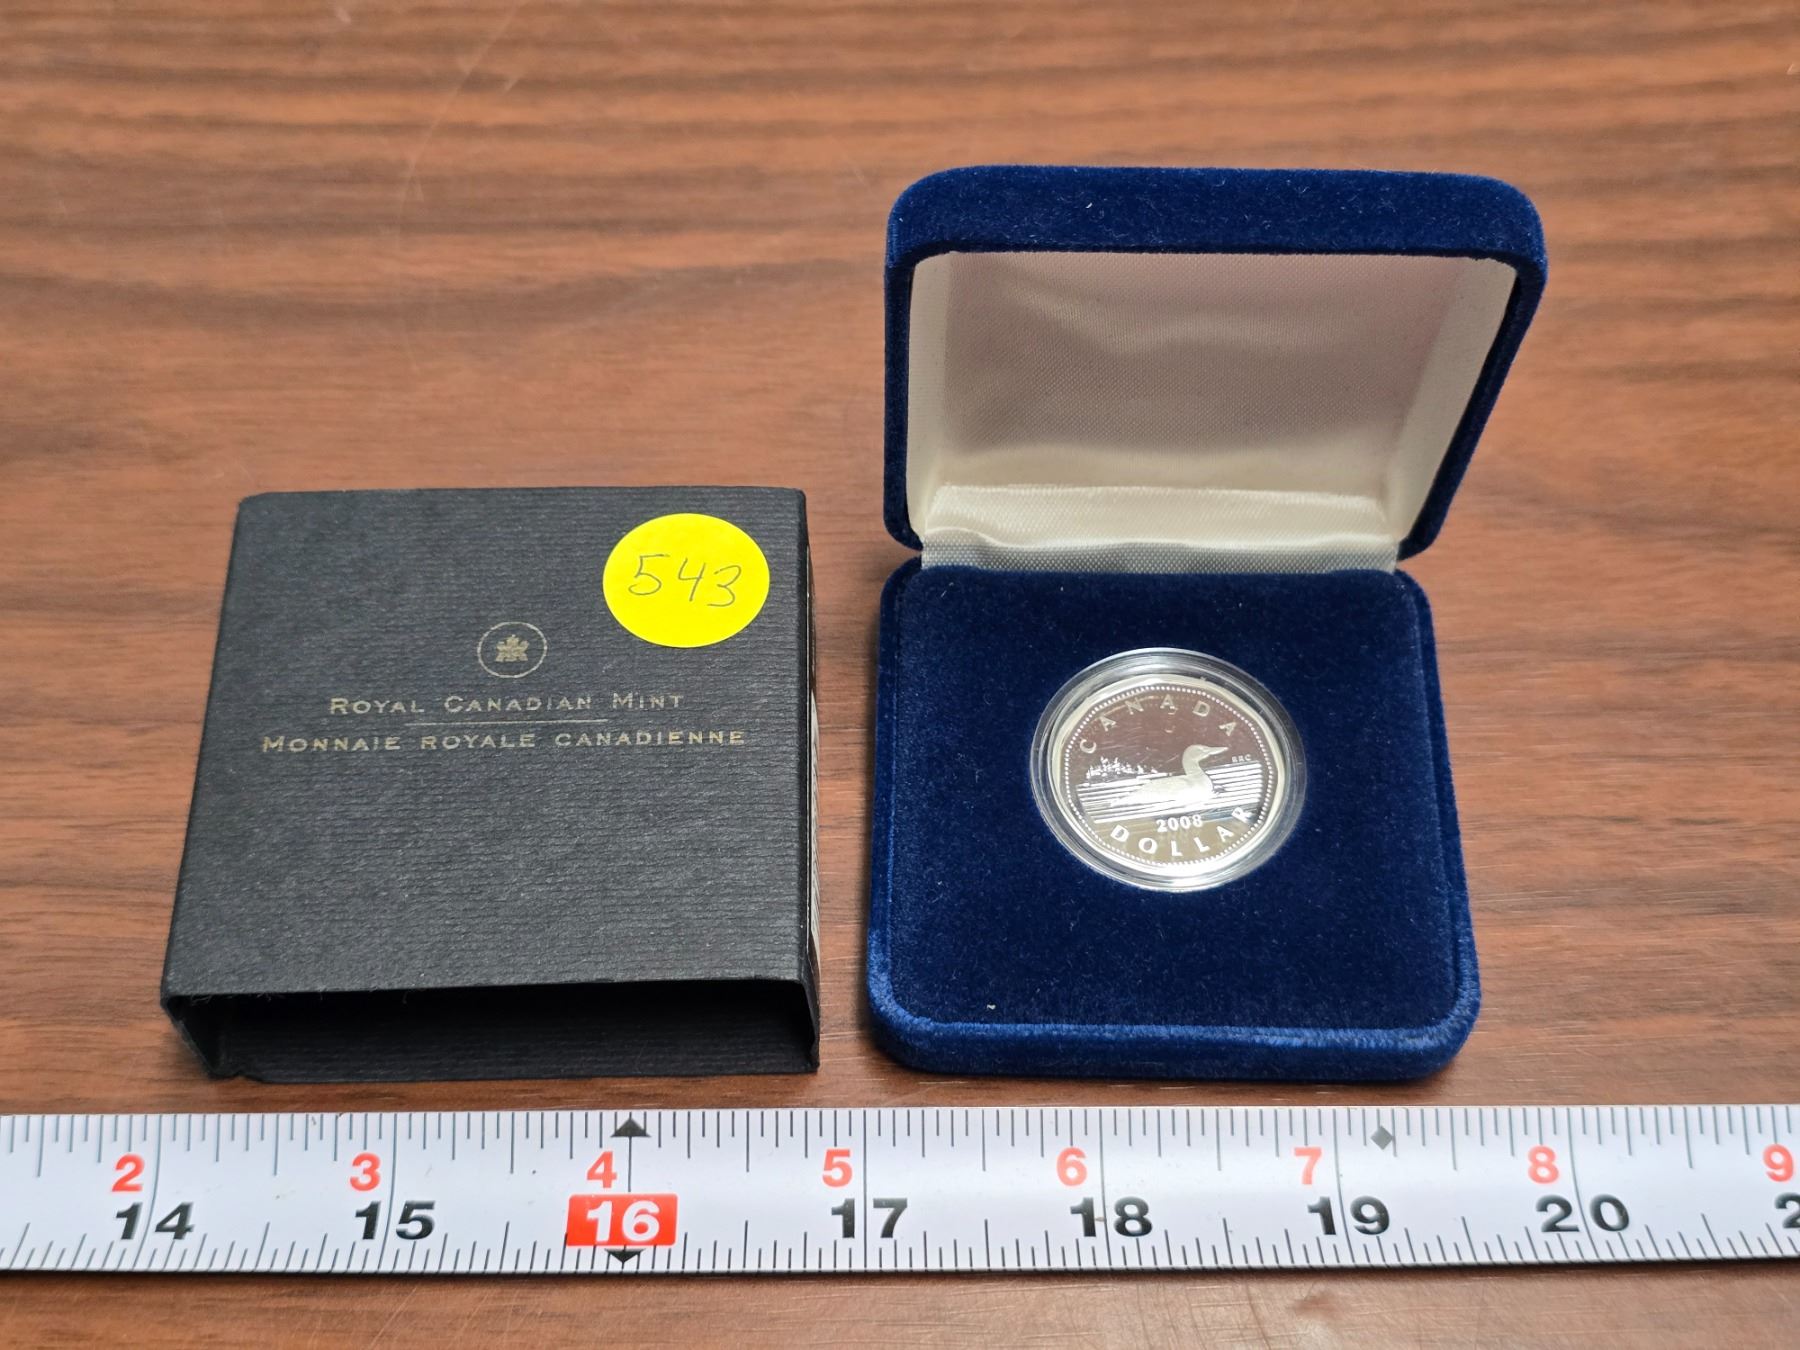 543
ROYAL CANADIAN MINT
MONNAIE ROYALE CANADIENNE
CANADA
RRC
2008
DOLLAR
2 3 4 5 6 7 8 9
14 15 16 17 18 19 20